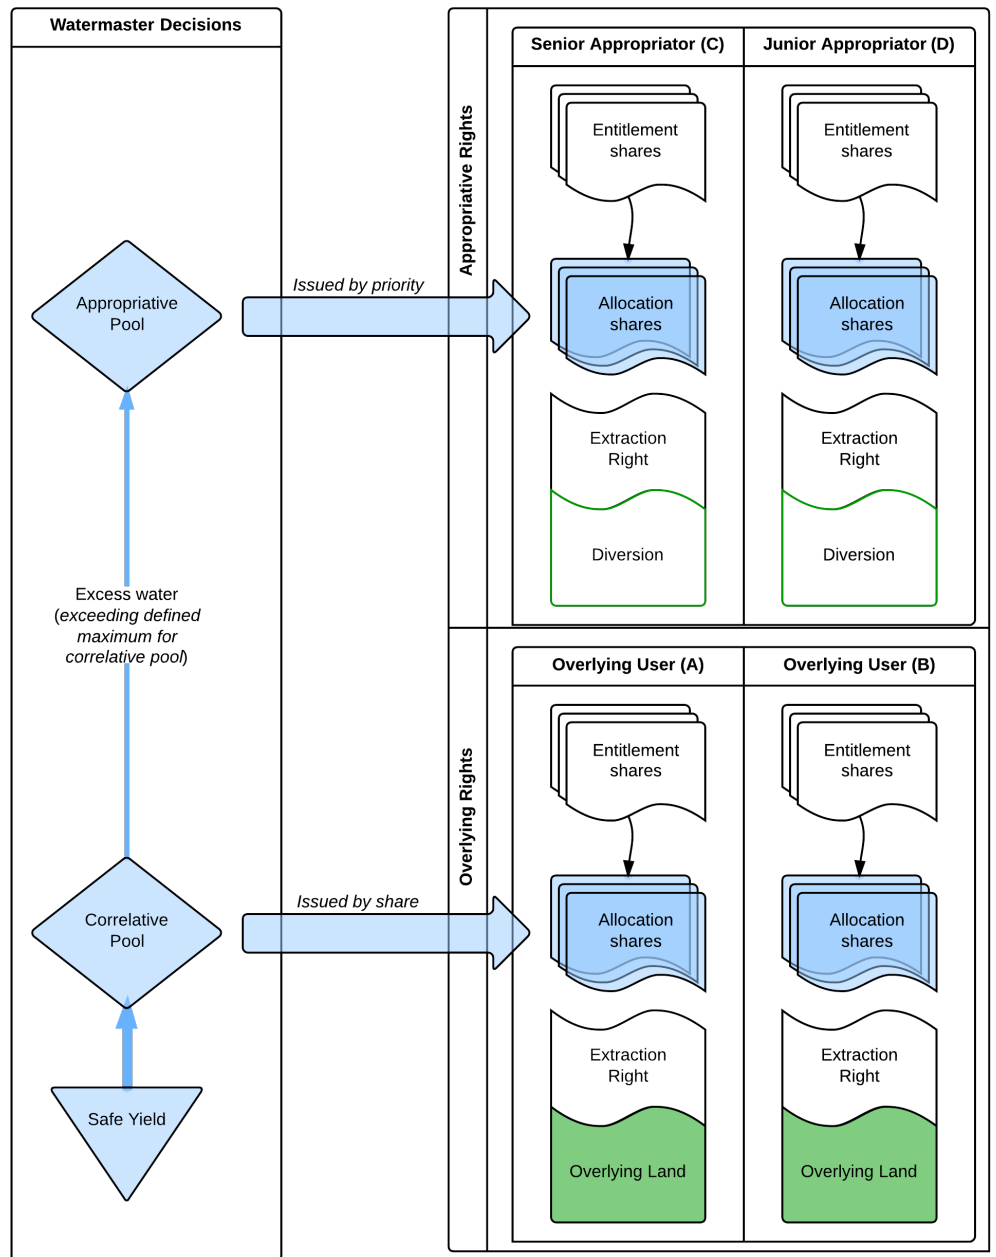 Watermaster Decisions
Appropriative
Pool
Excess water
(exceeding defined
maximum for
correlative pool)
Correlative
Pool
Safe Yield
Issued by priority
Issued by share
Appropriative Rights
Senior Appropriator (C)
Entitlement
shares
Allocation
shares
Extraction
Right
Diversion
Junior Appropriator (D)
Entitlement
shares
Allocation
shares
Extraction
Right
Diversion
Overlying Rights
Overlying User (A)
Entitlement
shares
Allocation
shares
Extraction
Right
Overlying Land
Overlying User (B)
Entitlement
shares
Allocation
shares
Extraction
Right
Overlying Land